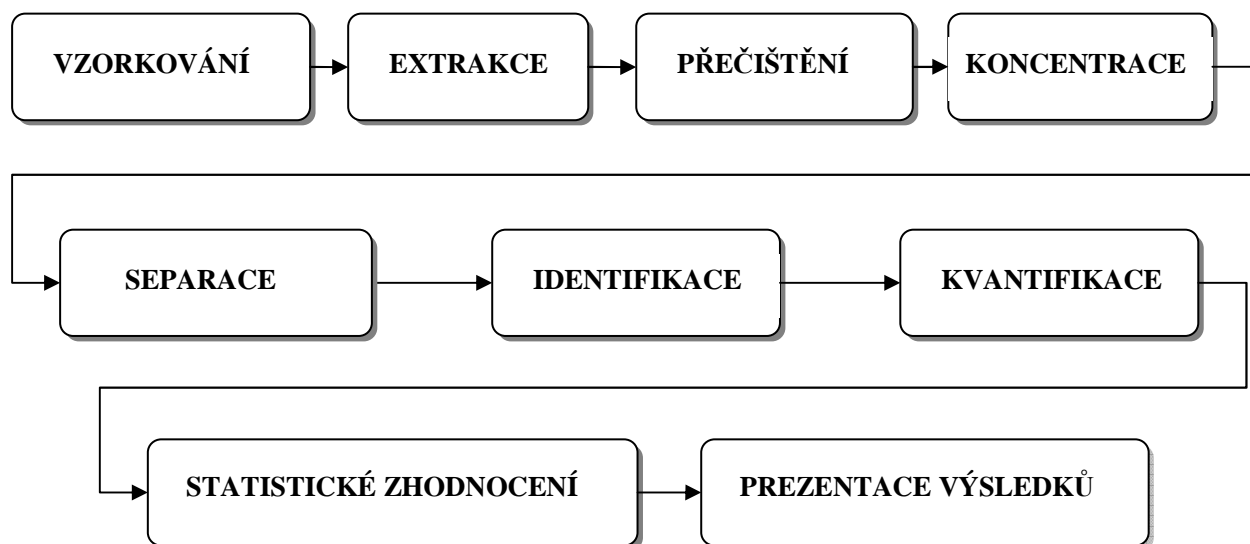 VZORKOVÁNÍ
EXTRAKCE
PŘEČIŠTĚNÍ
KONCENTRACE
SEPARACE
IDENTIFIKACE
KVANTIFIKACE
STATISTICKÉ ZHODNOCENÍ
PREZENTACE VÝSLEDKŮ